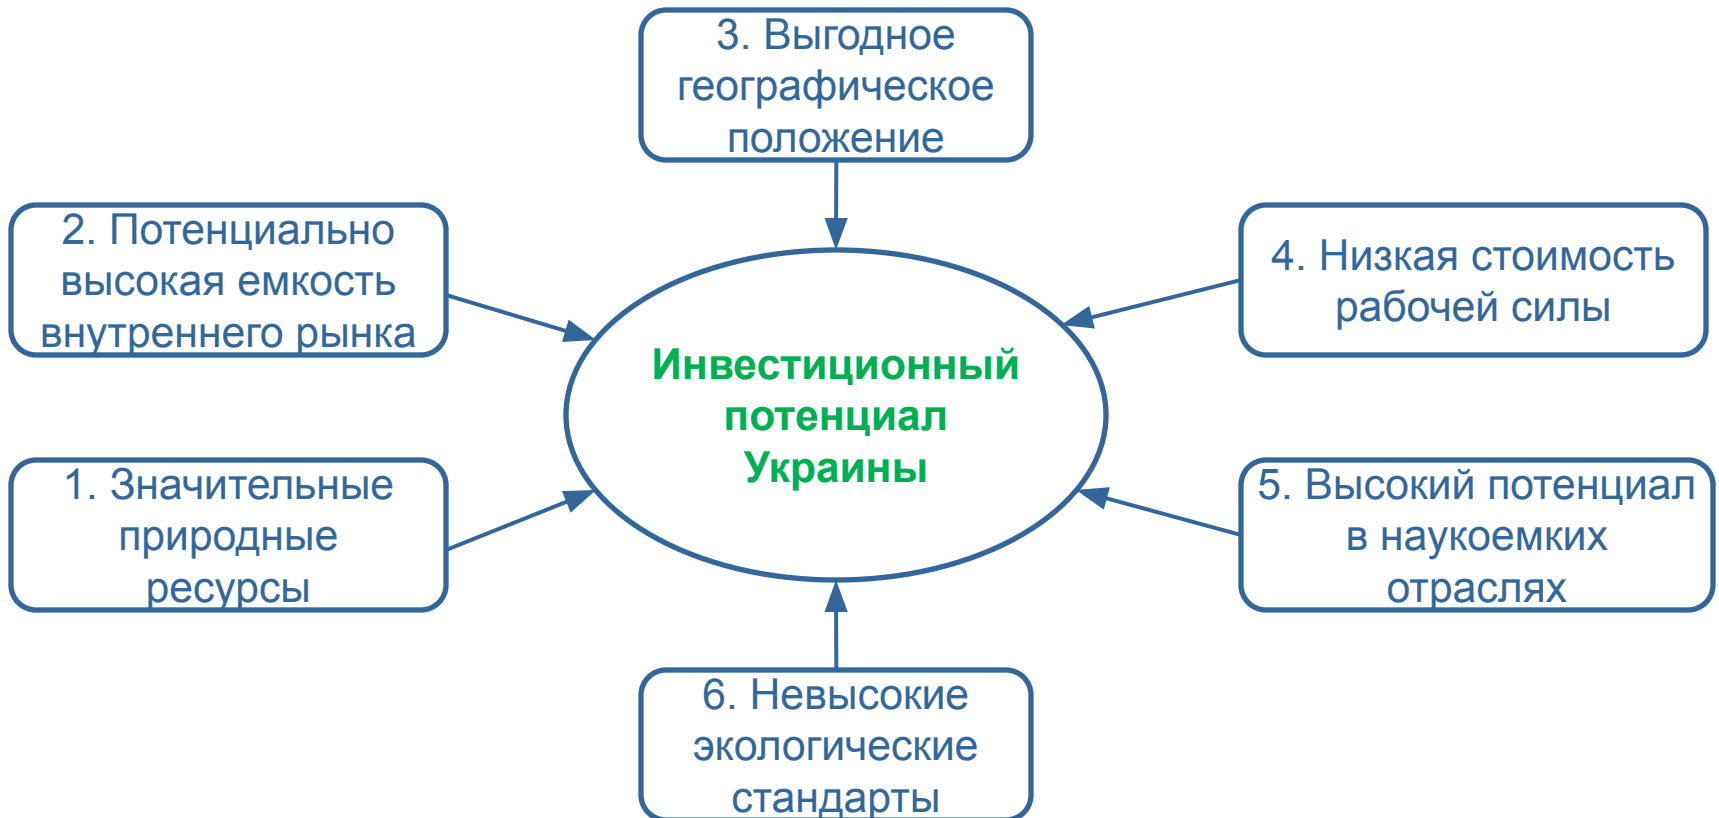 3. Выгодное
географическое
положение
2. Потенциально
высокая емкость
внутреннего рынка
4. Низкая стоимость
рабочей силы
Инвестиционный
потенциал
Украины
1. Значительные
природные
ресурсы
5. Высокий потенциал
в наукоемких
отраслях
6. Невысокие
экологические
стандарты